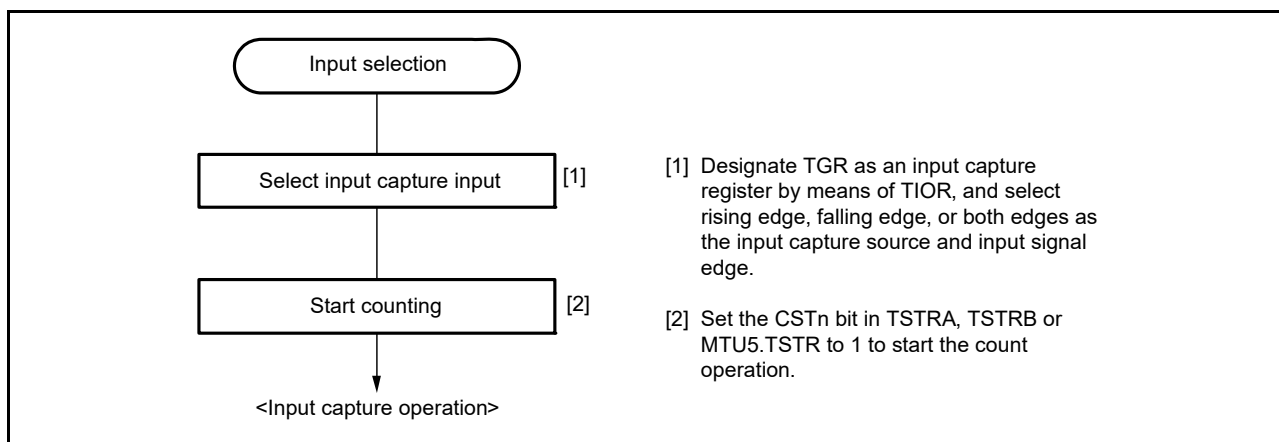 Input selection
Select input capture input
[1]
Start counting
[2]
<Input capture operation>
[1] Designate TGR as an input capture
register by means of TIOR, and select
rising edge, falling edge, or both edges as
the input capture source and input signal
edge.
[2] Set the CSTn bit in TSTRA, TSTRB or
MTU5.TSTR to 1 to start the count
operation.